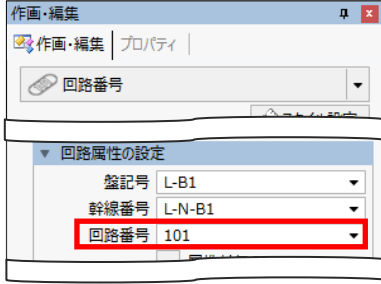 作画・編集
作画・編集 プロパティ
回路番号
回路属性の設定
盤記号 L-B1
幹線番号 L-N-B1
回路番号 101